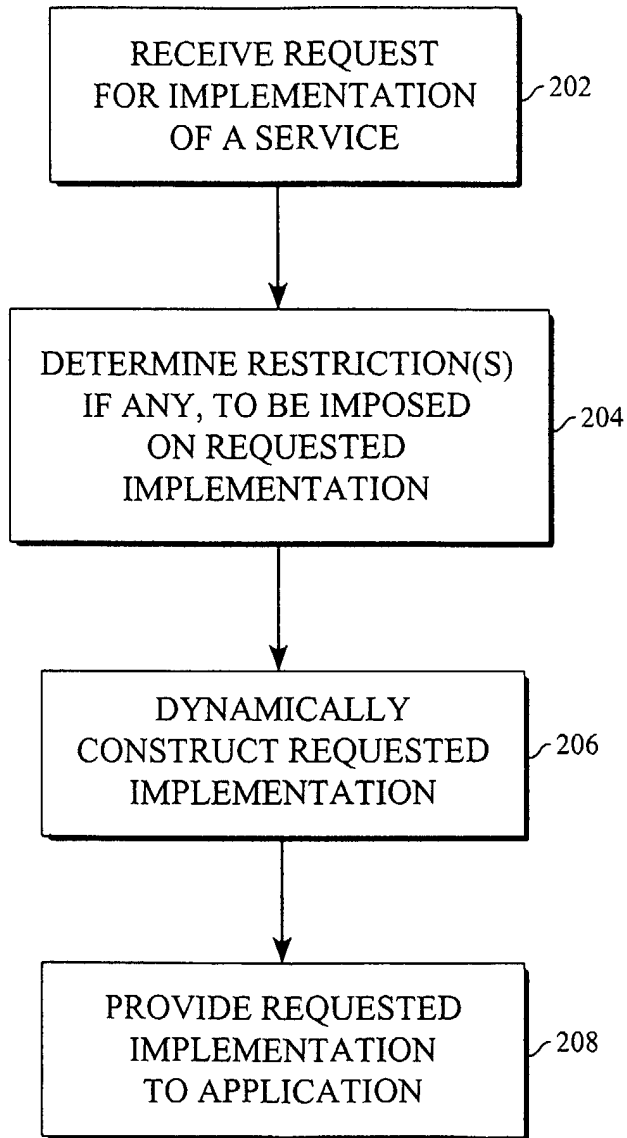 RECEIVE REQUEST
FOR IMPLEMENTATION
OF A SERVICE
202
DETERMINE RESTRICTION(S)
IF ANY, TO BE IMPOSED
ON REQUESTED
IMPLEMENTATION
204
DYNAMICALLY
CONSTRUCT REQUESTED
IMPLEMENTATION
206
PROVIDE REQUESTED
IMPLEMENTATION
TO APPLICATION
208